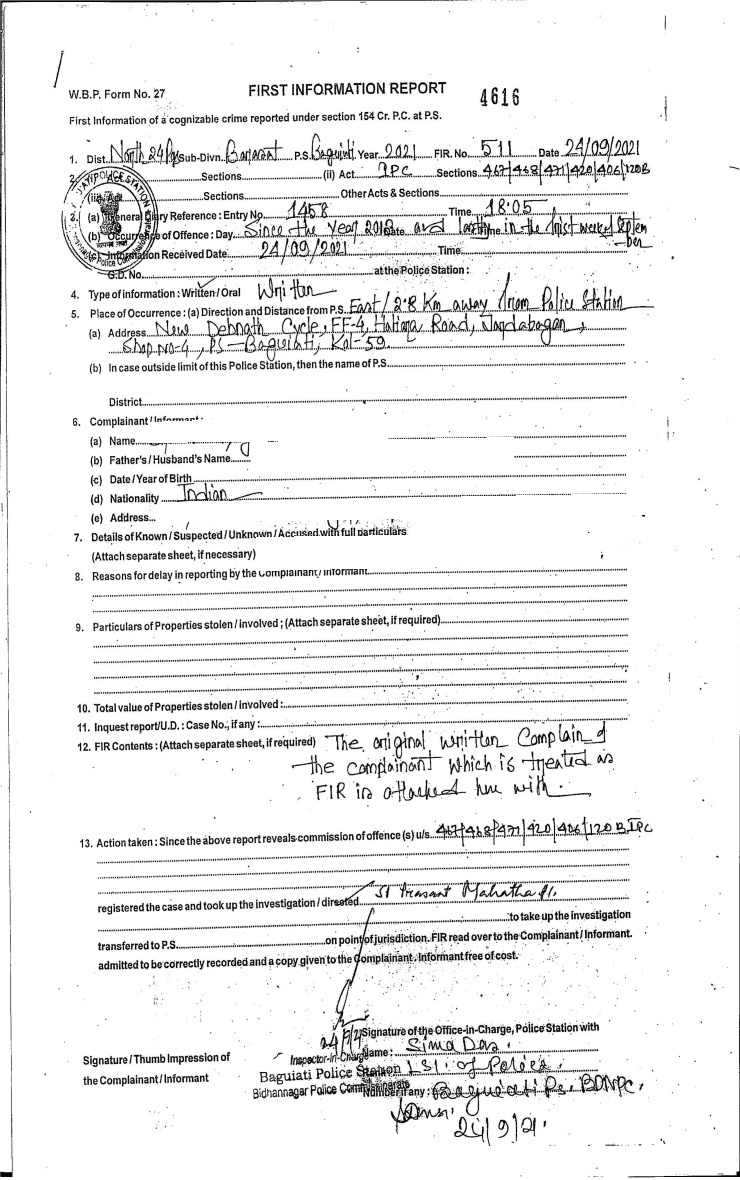 W.B.P. Form No. 27
FIRST INFORMATION REPORT
4616
First Information of a cognizable crime reported under section 154 Cr. P.C. at P.S.
1. Dist. North 24 Pgs Sub-Divn. Barasat P.S. Baguiati Year 2021 FIR. No. 511 Date 24/09/2021
2. Sections (ii) Act IPC Sections 467/468/471/420/406/120B
(iii) Act Sections Other Acts & Sections
3. (a) General Diary Reference : Entry No. 1458 Time 18:05
(b) Occurrence of Offence : Day Since the Year Date and Time in the first week of Septem
ber
(c) Information Received Date 24/09/2021 Time
G.D. No. at the Police Station :
4. Type of information : Written / Oral Written
5. Place of Occurrence : (a) Direction and Distance from P.S. East / 2.8 Km away from Police Station
(a) Address New Debnath Cycle, FF-4, Hatiara Road, Jagdabagan,
Shop No-4, PS - Baguiati, Kol-59.
(b) In case outside limit of this Police Station, then the name of P.S.
District
6. Complainant /
(a) Name
(b) Father's / Husband's Name
(c) Date / Year of Birth
(d) Nationality Indian
(e) Address
7. Details of Known / Suspected / Unknown / Accused with full particulars
(Attach separate sheet, if necessary)
8. Reasons for delay in reporting by the Complainant / Informant
9. Particulars of Properties stolen / involved ; (Attach separate sheet, if required)
10. Total value of Properties stolen / involved :
11. Inquest report / U.D. : Case No., if any :
12. FIR Contents : (Attach separate sheet, if required) The original written Complain of
the complainant which is treated as
FIR is attached here with.
13. Action taken : Since the above report reveals commission of offence (s) u/s 467/468/471/420/406/120 B IPC
registered the case and took up the investigation / directed SI Prasant Mahatha
to take up the investigation
transferred to P.S. on point of jurisdiction. FIR read over to the Complainant / Informant.
admitted to be correctly recorded and a copy given to the Complainant. Informant free of cost.
Signature of the Office-in-Charge, Police Station with
Signature / Thumb Impression of
the Complainant / Informant
Inspector-in-Charge
Name : Sima Das.
Baguiati Police Station LSI. of Police.
Bidhannagar Police Commissionerate
Number if any : Baguiati Ps. BDNPC.
24/9/21.